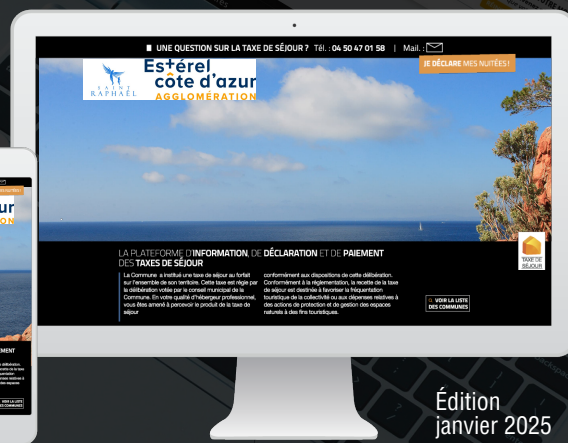 UNE QUESTION SUR LA TAXE DE SÉJOUR ? Tél. : 04 50 47 01 58 | Mail. :
JE DÉCLARE MES NUITÉES !
SAINT
RAPHAËL
Estérel
côte d'azur
AGGLOMÉRATION
LA PLATEFORME D'INFORMATION, DE DÉCLARATION ET DE PAIEMENT
DES TAXES DE SÉJOUR
La Commune a institué une taxe de séjour au forfait
sur l'ensemble de son territoire. Cette taxe est régie par
la délibération votée par le conseil municipal de la
Commune. En votre qualité d'hébergeur professionnel,
vous êtes amené à percevoir le produit de la taxe de
séjour
conformément aux dispositions de cette délibération.
Conformément à la réglementation, la recette de la taxe
de séjour est destinée à favoriser la fréquentation
touristique de la collectivité ou aux dépenses relatives à
des actions de protection et de gestion des espaces
naturels à des fins touristiques.
TAXE DE
SÉJOUR
VOIR LA LISTE
DES COMMUNES
ur
ON
EMENT
VOIR LA LISTE
DES COMMUNES
Édition
janvier 2025